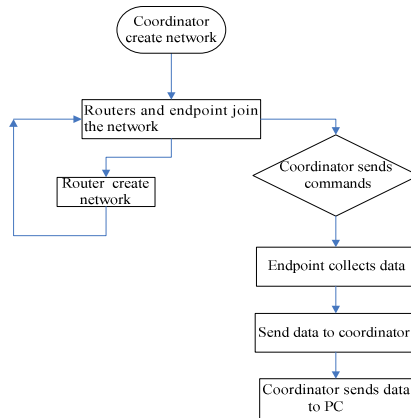 Coordinator
create network
Routers and endpoint join
the network
Router create
network
Coordinator sends
commands
Endpoint collects data
Send data to coordinator
Coordinator sends data
to PC